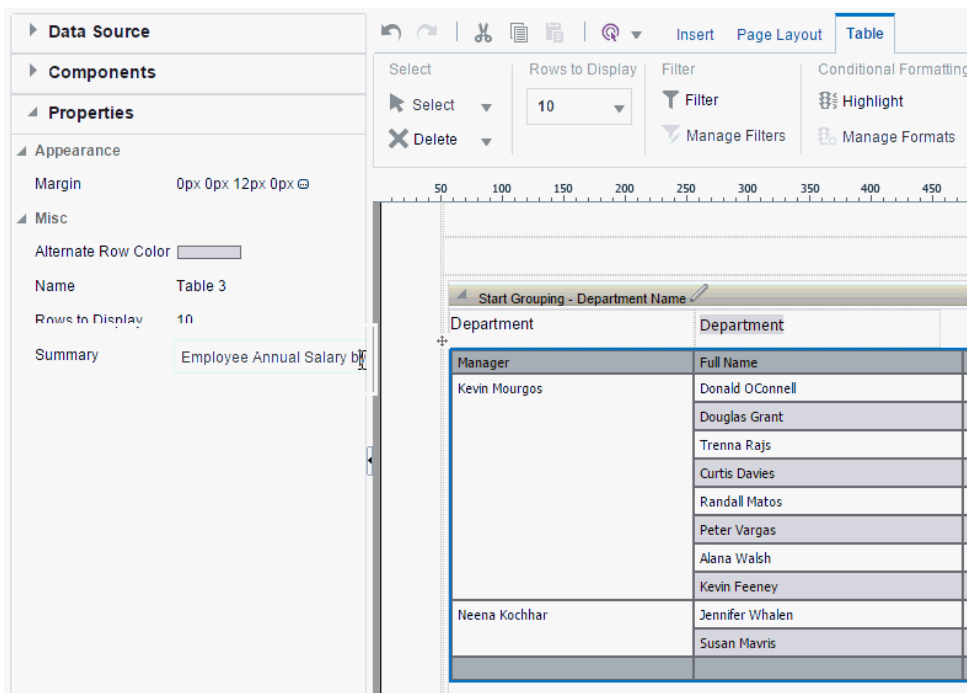 Data Source
Components
Properties
Appearance
Margin 0px 0px 12px 0px
Misc
Alternate Row Color
Name Table 3
Rows to Display 10
Summary Employee Annual Salary by
Insert Page Layout Table
Select Rows to Display Filter Conditional Formatting
Select 10 Filter Highlight
Delete Manage Filters Manage Formats
50 100 150 200 250 300 350 400 450
Start Grouping - Department Name
Department Department
Manager Full Name
Kevin Mourgos Donald OConnell
Douglas Grant
Trenna Rajs
Curtis Davies
Randall Matos
Peter Vargas
Alana Walsh
Kevin Feeney
Neena Kochhar Jennifer Whalen
Susan Mavris